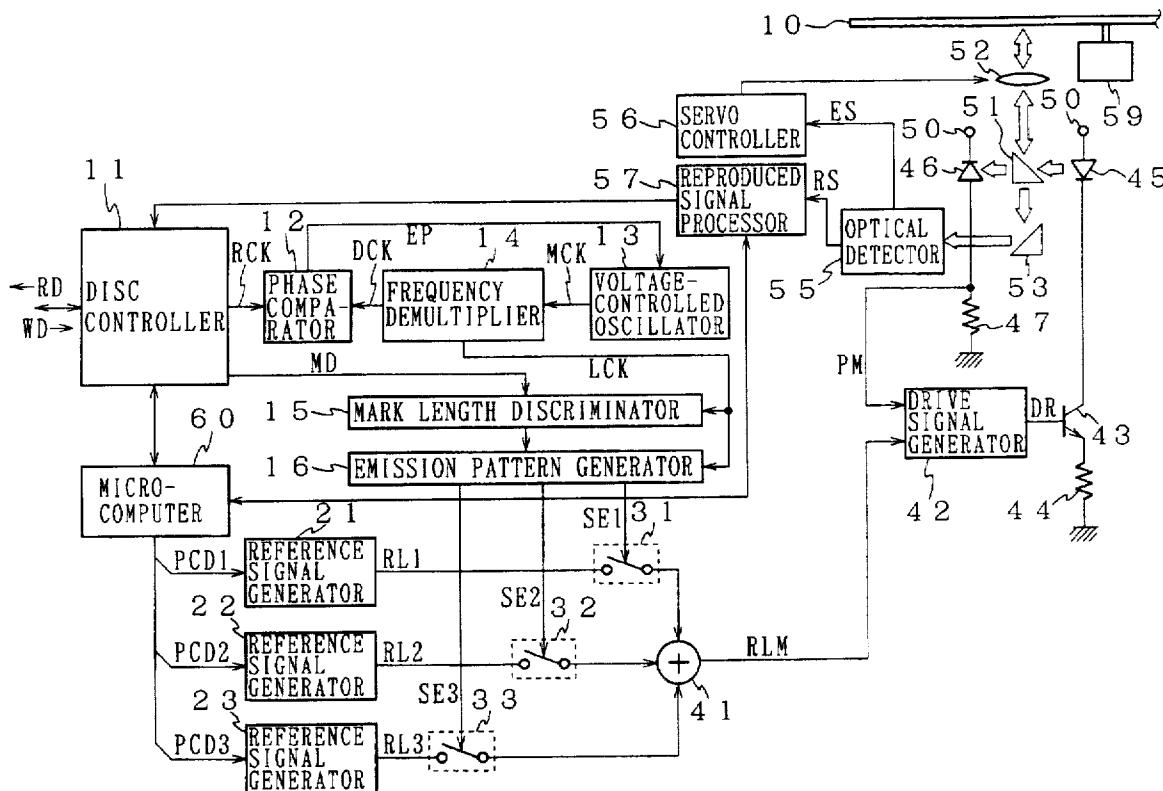 10
52
50
51
50
59
56
SERVO
CONTROLLER
ES
46
45
11
57
REPRODUCED
SIGNAL
PROCESSOR
RS
12
EP
14
13
OPTICAL
DETECTOR
55
53
RCK
DCK
MCK
RD
WD
DISC
CONTROLLER
PHASE
COMPA-
RATOR
FREQUENCY
DEMULTIPLIER
VOLTAGE-
CONTROLLED
OSCILLATOR
47
MD
LCK
PM
15
MARK LENGTH DISCRIMINATOR
DRIVE
SIGNAL
GENERATOR
DR
43
60
16
EMISSION PATTERN GENERATOR
42
44
MICRO-
COMPUTER
21
SE1
31
PCD1
REFERENCE
SIGNAL
GENERATOR
RL1
22
SE2
32
PCD2
REFERENCE
SIGNAL
GENERATOR
RL2
RLM
23
SE3
33
41
PCD3
REFERENCE
SIGNAL
GENERATOR
RL3